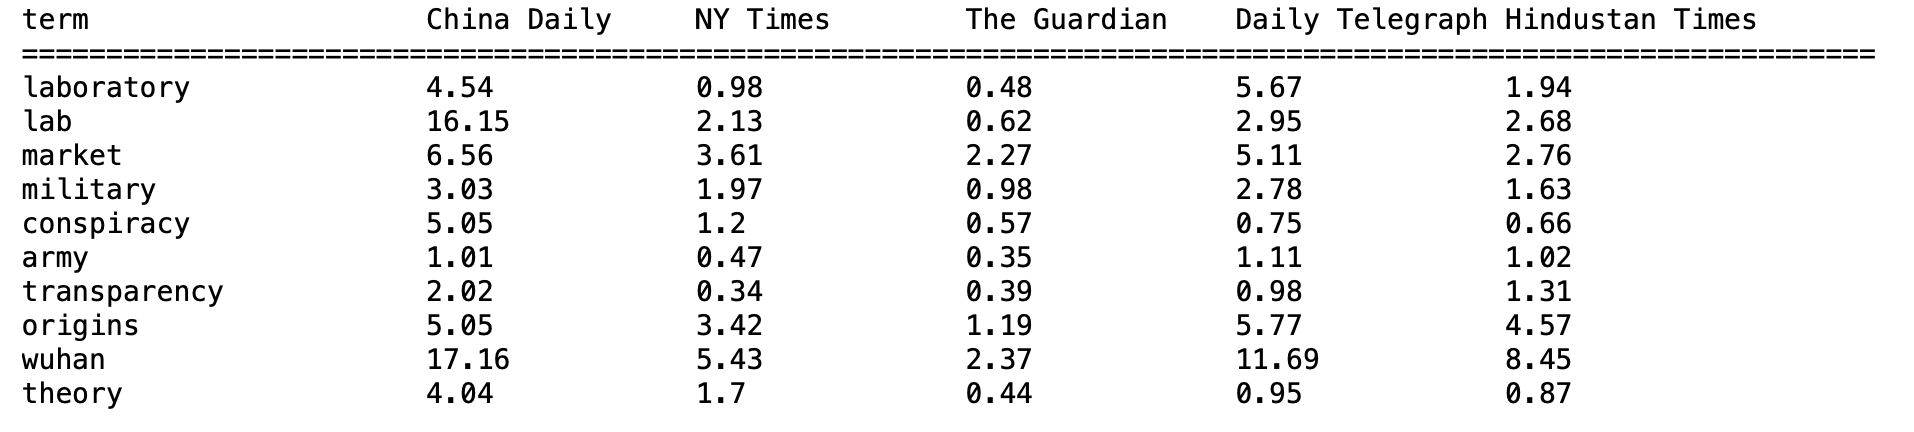 term China Daily NY Times The Guardian Daily Telegraph Hindustan Times
==============================================================================================================
laboratory 4.54 0.98 0.48 5.67 1.94
lab 16.15 2.13 0.62 2.95 2.68
market 6.56 3.61 2.27 5.11 2.76
military 3.03 1.97 0.98 2.78 1.63
conspiracy 5.05 1.2 0.57 0.75 0.66
army 1.01 0.47 0.35 1.11 1.02
transparency 2.02 0.34 0.39 0.98 1.31
origins 5.05 3.42 1.19 5.77 4.57
wuhan 17.16 5.43 2.37 11.69 8.45
theory 4.04 1.7 0.44 0.95 0.87